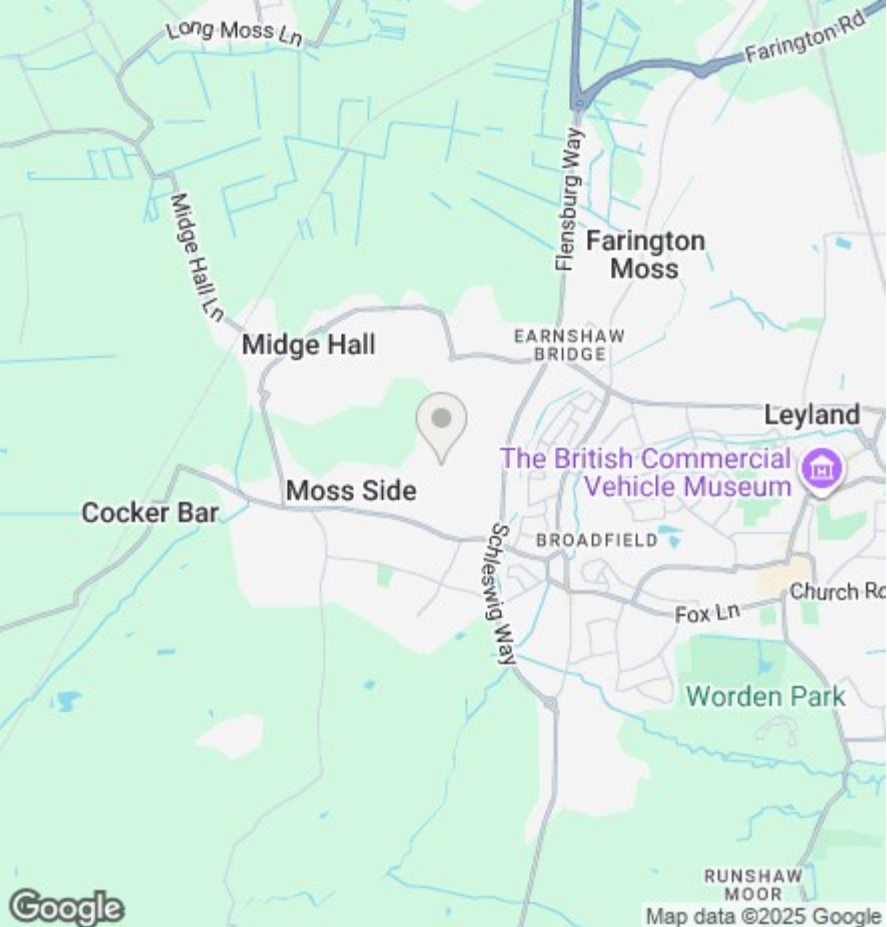 Long Moss Ln
Farington Rd
Flensburg Way
Midge Hall Ln
Farington
Moss
EARNSHAW
BRIDGE
Midge Hall
Leyland
The British Commercial
Vehicle Museum
Moss Side
Cocker Bar
Schleswig Way
BROADFIELD
Church Rd
Fox Ln
Worden Park
RUNSHAW
MOOR
Google
Map data ©2025 Google